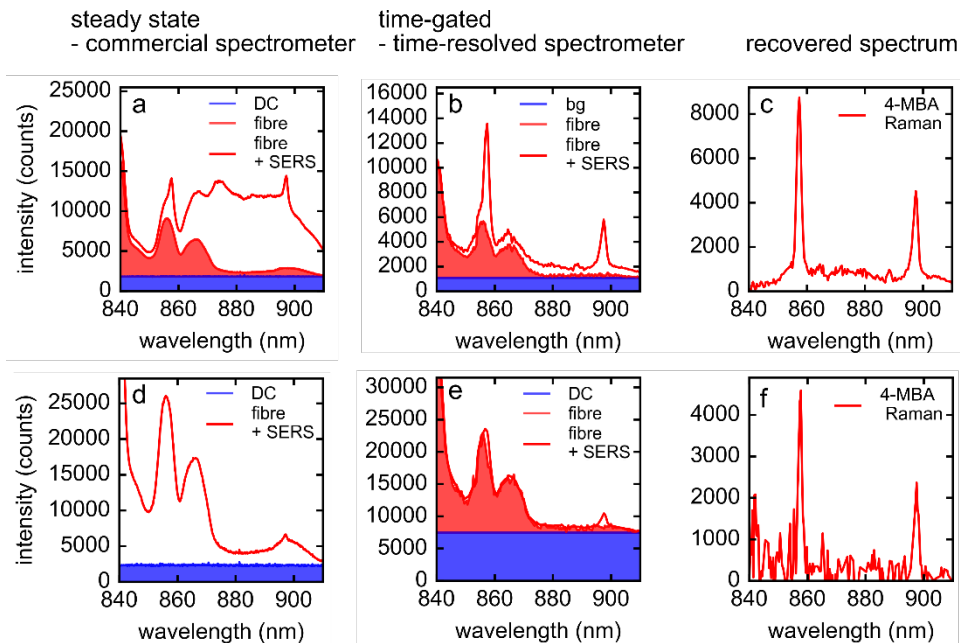 steady state
- commercial spectrometer
time-gated
- time-resolved spectrometer
recovered spectrum
intensity (counts)
25000
20000
15000
10000
5000
0
a
DC
fibre
fibre
+ SERS
840 860 880 900
wavelength (nm)
16000
14000
12000
10000
8000
6000
4000
2000
0
b
bg
fibre
fibre
+ SERS
840 860 880 900
wavelength (nm)
8000
6000
4000
2000
0
c
4-MBA
Raman
840 860 880 900
wavelength (nm)
intensity (counts)
25000
20000
15000
10000
5000
0
d
DC
fibre
+ SERS
840 860 880 900
wavelength (nm)
30000
25000
20000
15000
10000
5000
0
e
DC
fibre
fibre
+ SERS
840 860 880 900
wavelength (nm)
4000
3000
2000
1000
0
f
4-MBA
Raman
840 860 880 900
wavelength (nm)